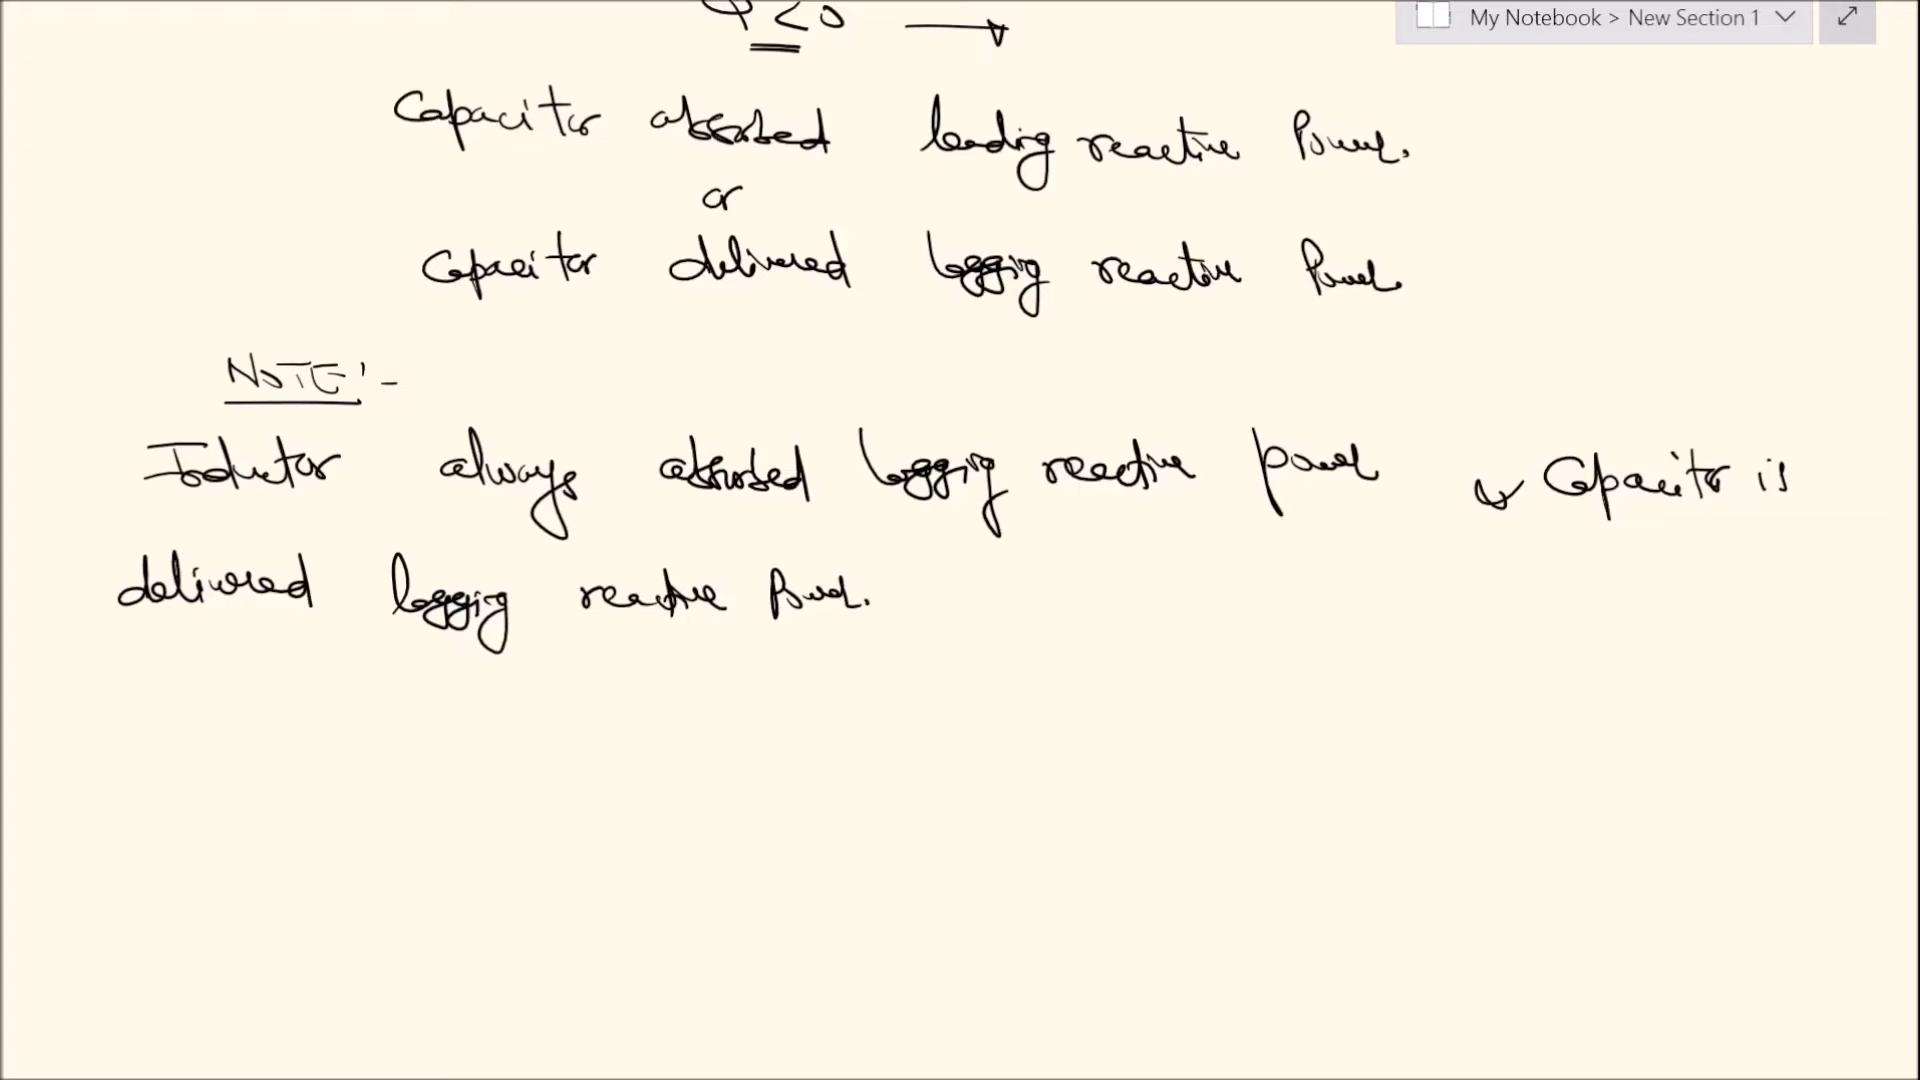 My Notebook > New Section 1
φ < 0 →
Capacitor absorbed leading reactive Power.
or
Capacitor delivered lagging reactive Power.
NOTE:-
Inductor always absorbed lagging reactive power & Capacitor is
delivered lagging reactive Power.